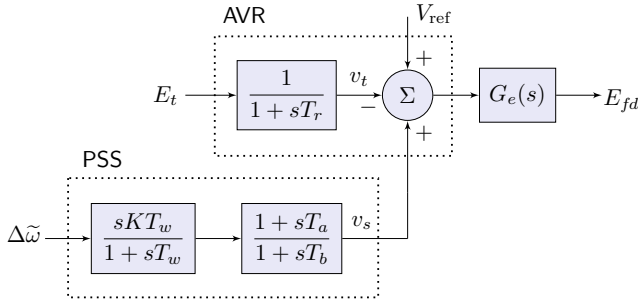 AVR
V_ref
E_t
1 / (1 + sT_r)
v_t
+
−
Σ
+
G_e(s)
E_fd
PSS
Δω̃
sKT_w / (1 + sT_w)
(1 + sT_a) / (1 + sT_b)
v_s